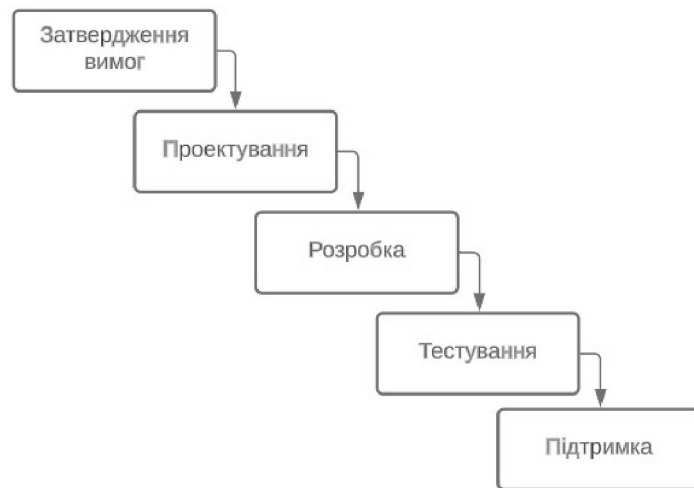 Затвердження
вимог
Проектування
Розробка
Тестування
Підтримка